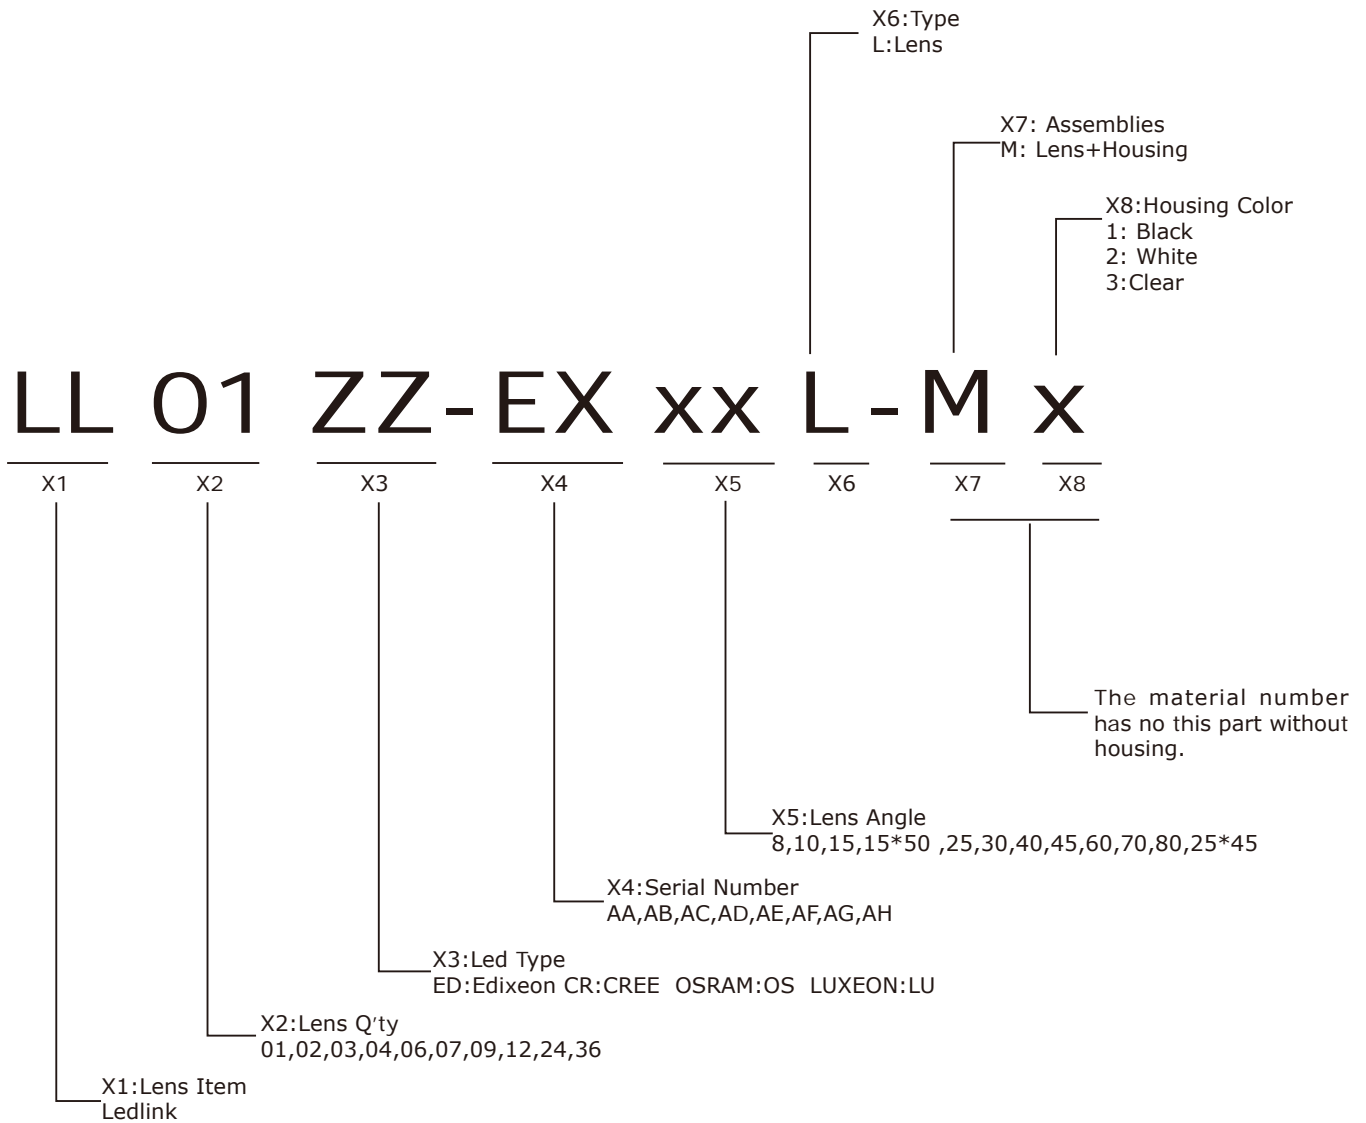 X6:Type
L:Lens
X7: Assemblies
M: Lens+Housing
X8:Housing Color
1: Black
2: White
3:Clear
LL 01 ZZ-EX xx L-M x
X1 X2 X3 X4 X5 X6 X7 X8
The material number
has no this part without
housing.
X5:Lens Angle
8,10,15,15*50 ,25,30,40,45,60,70,80,25*45
X4:Serial Number
AA,AB,AC,AD,AE,AF,AG,AH
X3:Led Type
ED:Edixeon CR:CREE OSRAM:OS LUXEON:LU
X2:Lens Q'ty
01,02,03,04,06,07,09,12,24,36
X1:Lens Item
Ledlink